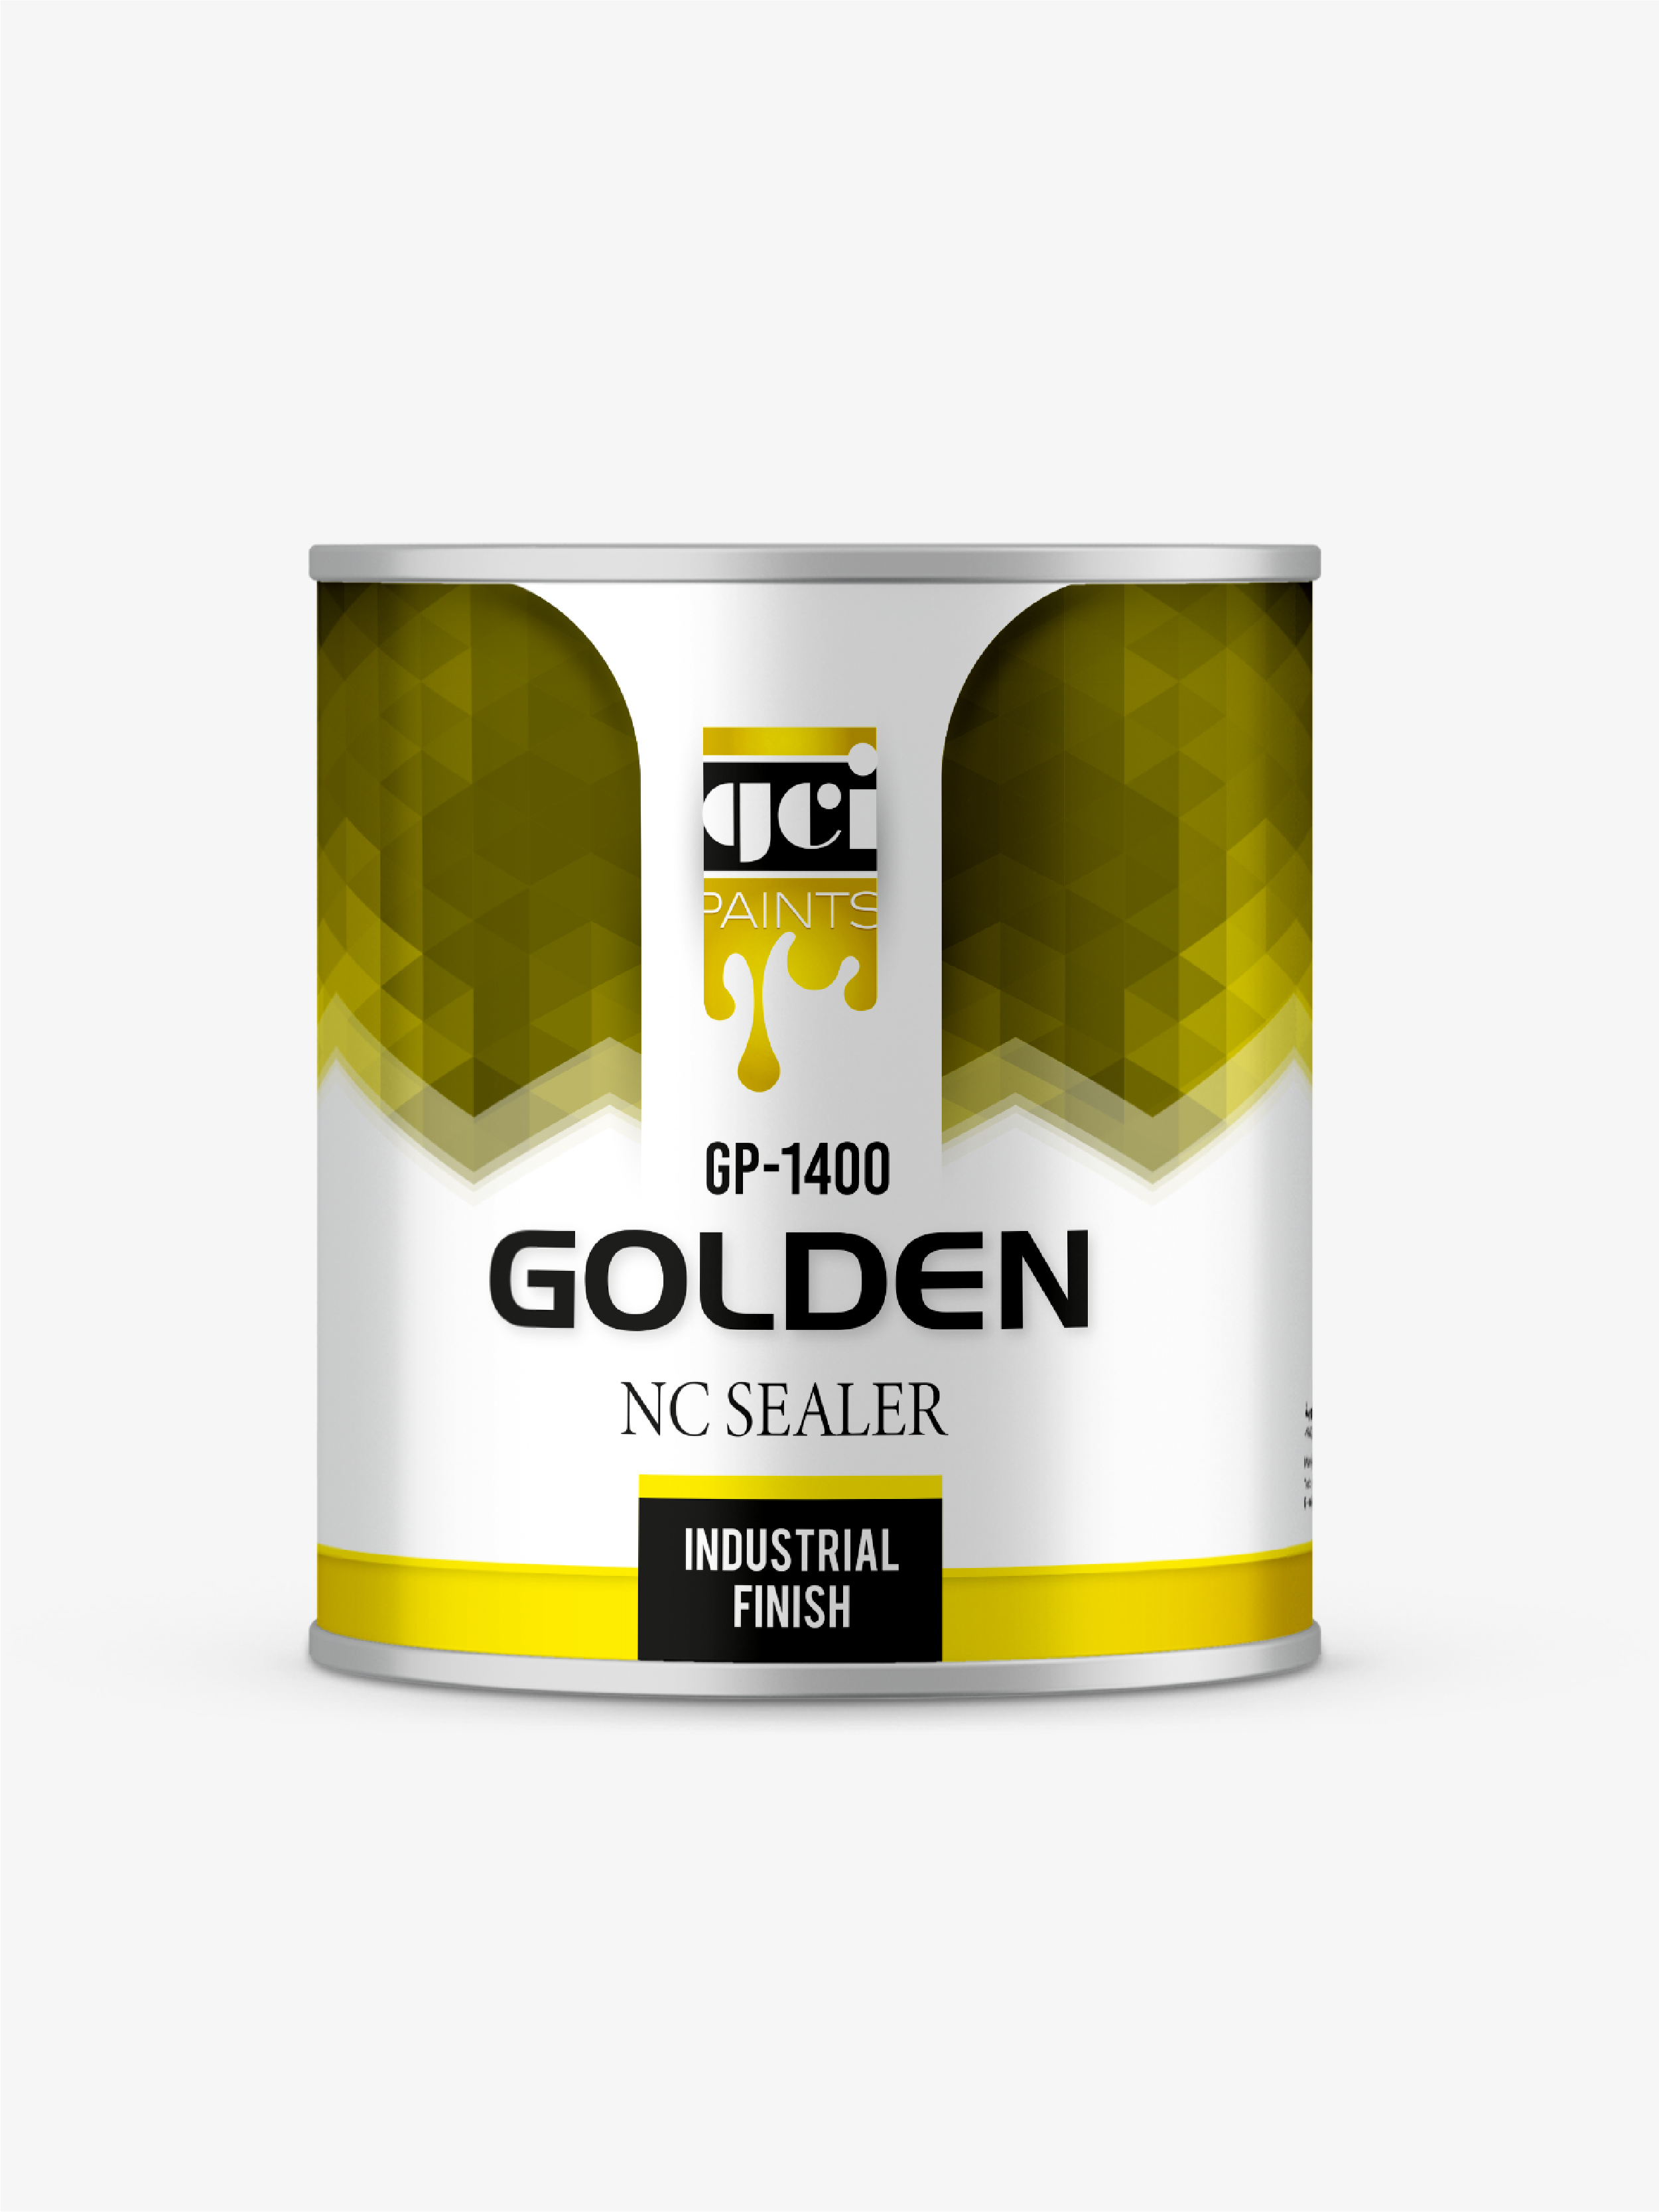 gci
PAINTS
GP-1400
GOLDEN
NC SEALER
INDUSTRIAL
FINISH